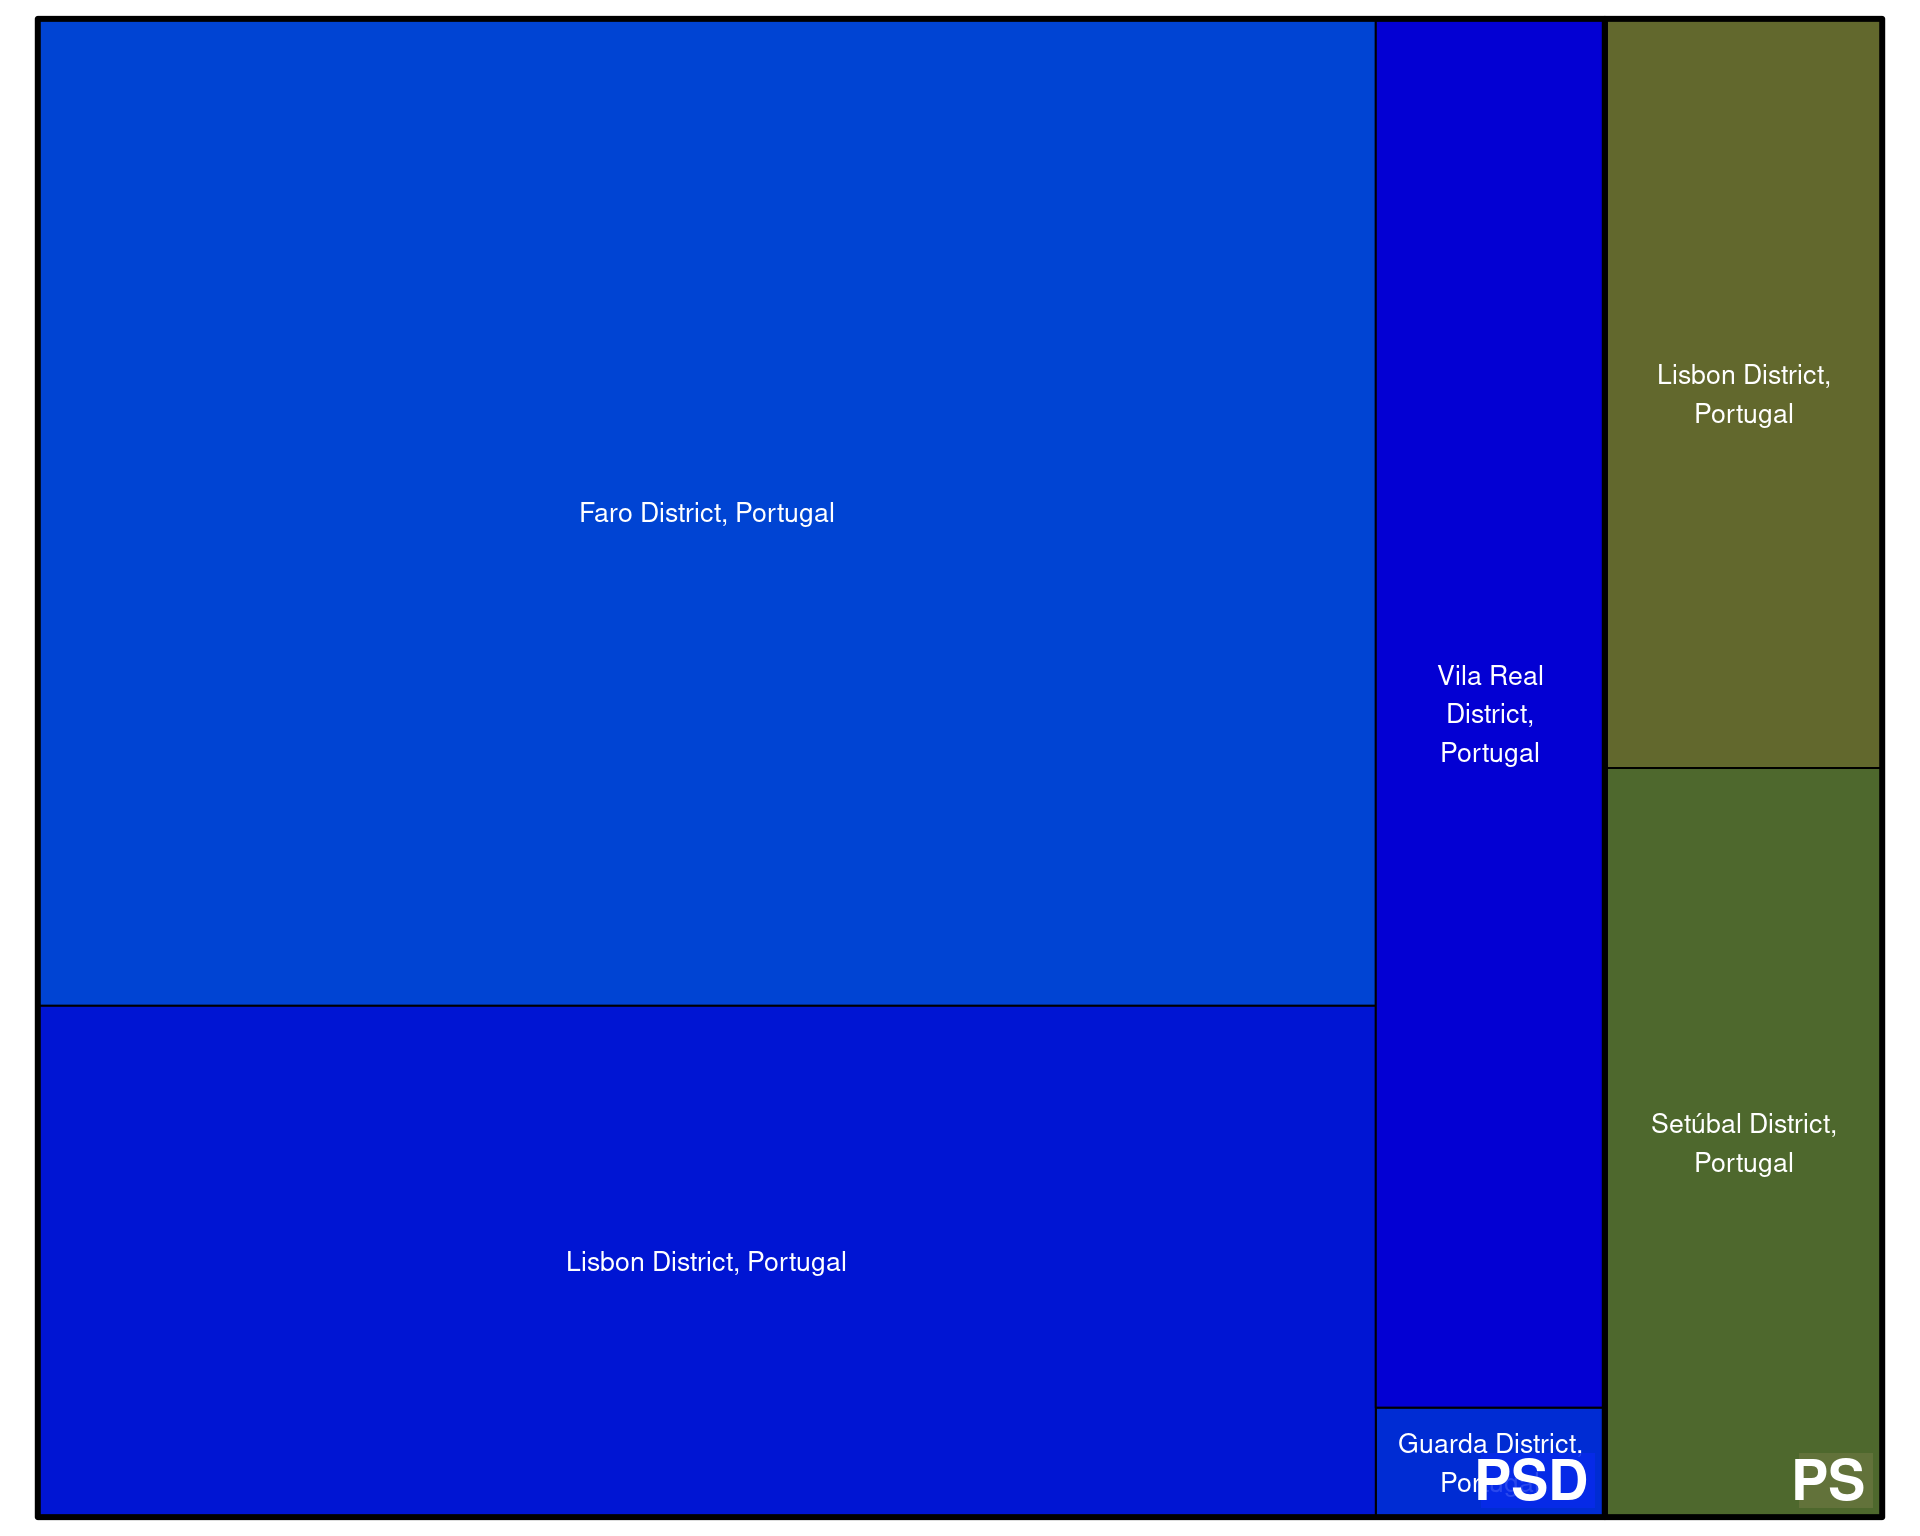 Faro District, Portugal
Lisbon District, Portugal
Vila Real
District,
Portugal
Guarda District.
PSD
Lisbon District,
Portugal
Setúbal District,
Portugal
PS